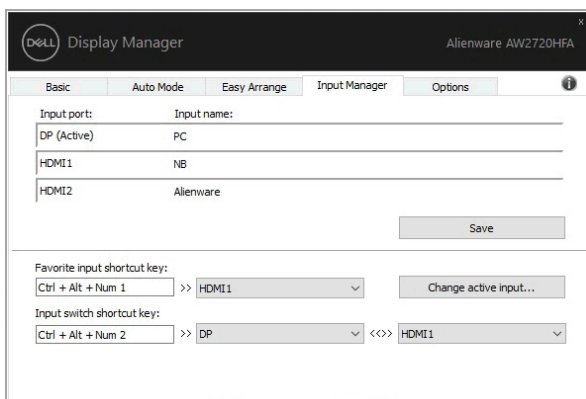 x
DELL Display Manager Alienware AW2720HFA
Basic Auto Mode Easy Arrange Input Manager Options i
Input port: Input name:
DP (Active) PC
HDMI1 NB
HDMI2 Alienware
Save
Favorite input shortcut key:
Ctrl + Alt + Num 1 >> HDMI1 Change active input...
Input switch shortcut key:
Ctrl + Alt + Num 2 >> DP <<>> HDMI1